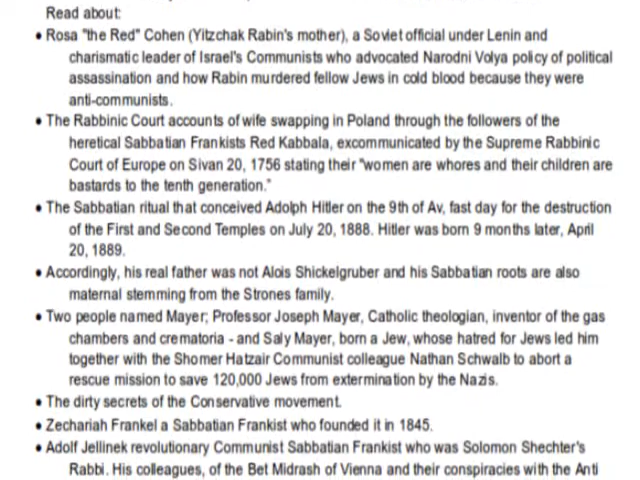 Read about:
• Rosa "the Red" Cohen (Yitzchak Rabin's mother), a Soviet official under Lenin and
charismatic leader of Israel's Communists who advocated Narodni Volya policy of political
assassination and how Rabin murdered fellow Jews in cold blood because they were
anti-communists.
• The Rabbinic Court accounts of wife swapping in Poland through the followers of the
heretical Sabbatian Frankists Red Kabbala, excommunicated by the Supreme Rabbinic
Court of Europe on Sivan 20, 1756 stating their "women are whores and their children are
bastards to the tenth generation."
• The Sabbatian ritual that conceived Adolph Hitler on the 9th of Av, fast day for the destruction
of the First and Second Temples on July 20, 1888. Hitler was born 9 months later, April
20, 1889.
• Accordingly, his real father was not Alois Shickelgruber and his Sabbatian roots are also
maternal stemming from the Strones family.
• Two people named Mayer; Professor Joseph Mayer, Catholic theologian, inventor of the gas
chambers and crematoria - and Saly Mayer, born a Jew, whose hatred for Jews led him
together with the Shomer Hatzair Communist colleague Nathan Schwalb to abort a
rescue mission to save 120,000 Jews from extermination by the Nazis.
• The dirty secrets of the Conservative movement.
• Zechariah Frankel a Sabbatian Frankist who founded it in 1845.
• Adolf Jellinek revolutionary Communist Sabbatian Frankist who was Solomon Shechter's
Rabbi. His colleagues, of the Bet Midrash of Vienna and their conspiracies with the Anti